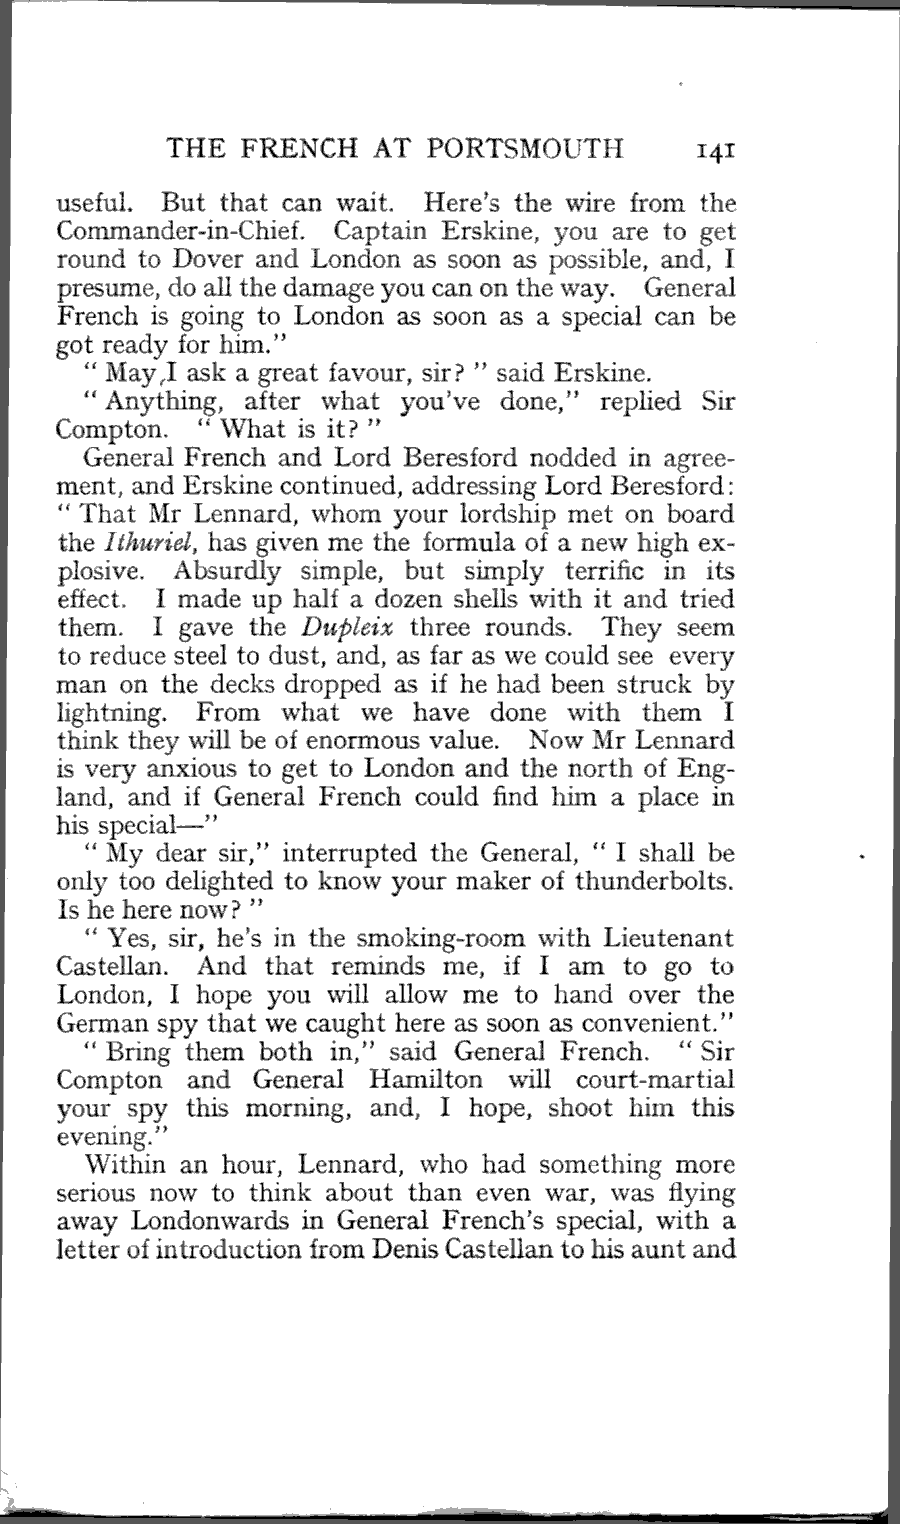 THE FRENCH AT PORTSMOUTH 141
useful. But that can wait. Here's the wire from the
Commander-in-Chief. Captain Erskine, you are to get
round to Dover and London as soon as possible, and, I
presume, do all the damage you can on the way. General
French is going to London as soon as a special can be
got ready for him."
" May I ask a great favour, sir? " said Erskine.
" Anything, after what you've done," replied Sir
Compton. " What is it? "
General French and Lord Beresford nodded in agree-
ment, and Erskine continued, addressing Lord Beresford:
" That Mr Lennard, whom your lordship met on board
the Ithuriel, has given me the formula of a new high ex-
plosive. Absurdly simple, but simply terrific in its
effect. I made up half a dozen shells with it and tried
them. I gave the Dupleix three rounds. They seem
to reduce steel to dust, and, as far as we could see every
man on the decks dropped as if he had been struck by
lightning. From what we have done with them I
think they will be of enormous value. Now Mr Lennard
is very anxious to get to London and the north of Eng-
land, and if General French could find him a place in
his special—"
" My dear sir," interrupted the General, " I shall be
only too delighted to know your maker of thunderbolts.
Is he here now? "
" Yes, sir, he's in the smoking-room with Lieutenant
Castellan. And that reminds me, if I am to go to
London, I hope you will allow me to hand over the
German spy that we caught here as soon as convenient."
" Bring them both in," said General French. " Sir
Compton and General Hamilton will court-martial
your spy this morning, and, I hope, shoot him this
evening."
Within an hour, Lennard, who had something more
serious now to think about than even war, was flying
away Londonwards in General French's special, with a
letter of introduction from Denis Castellan to his aunt and